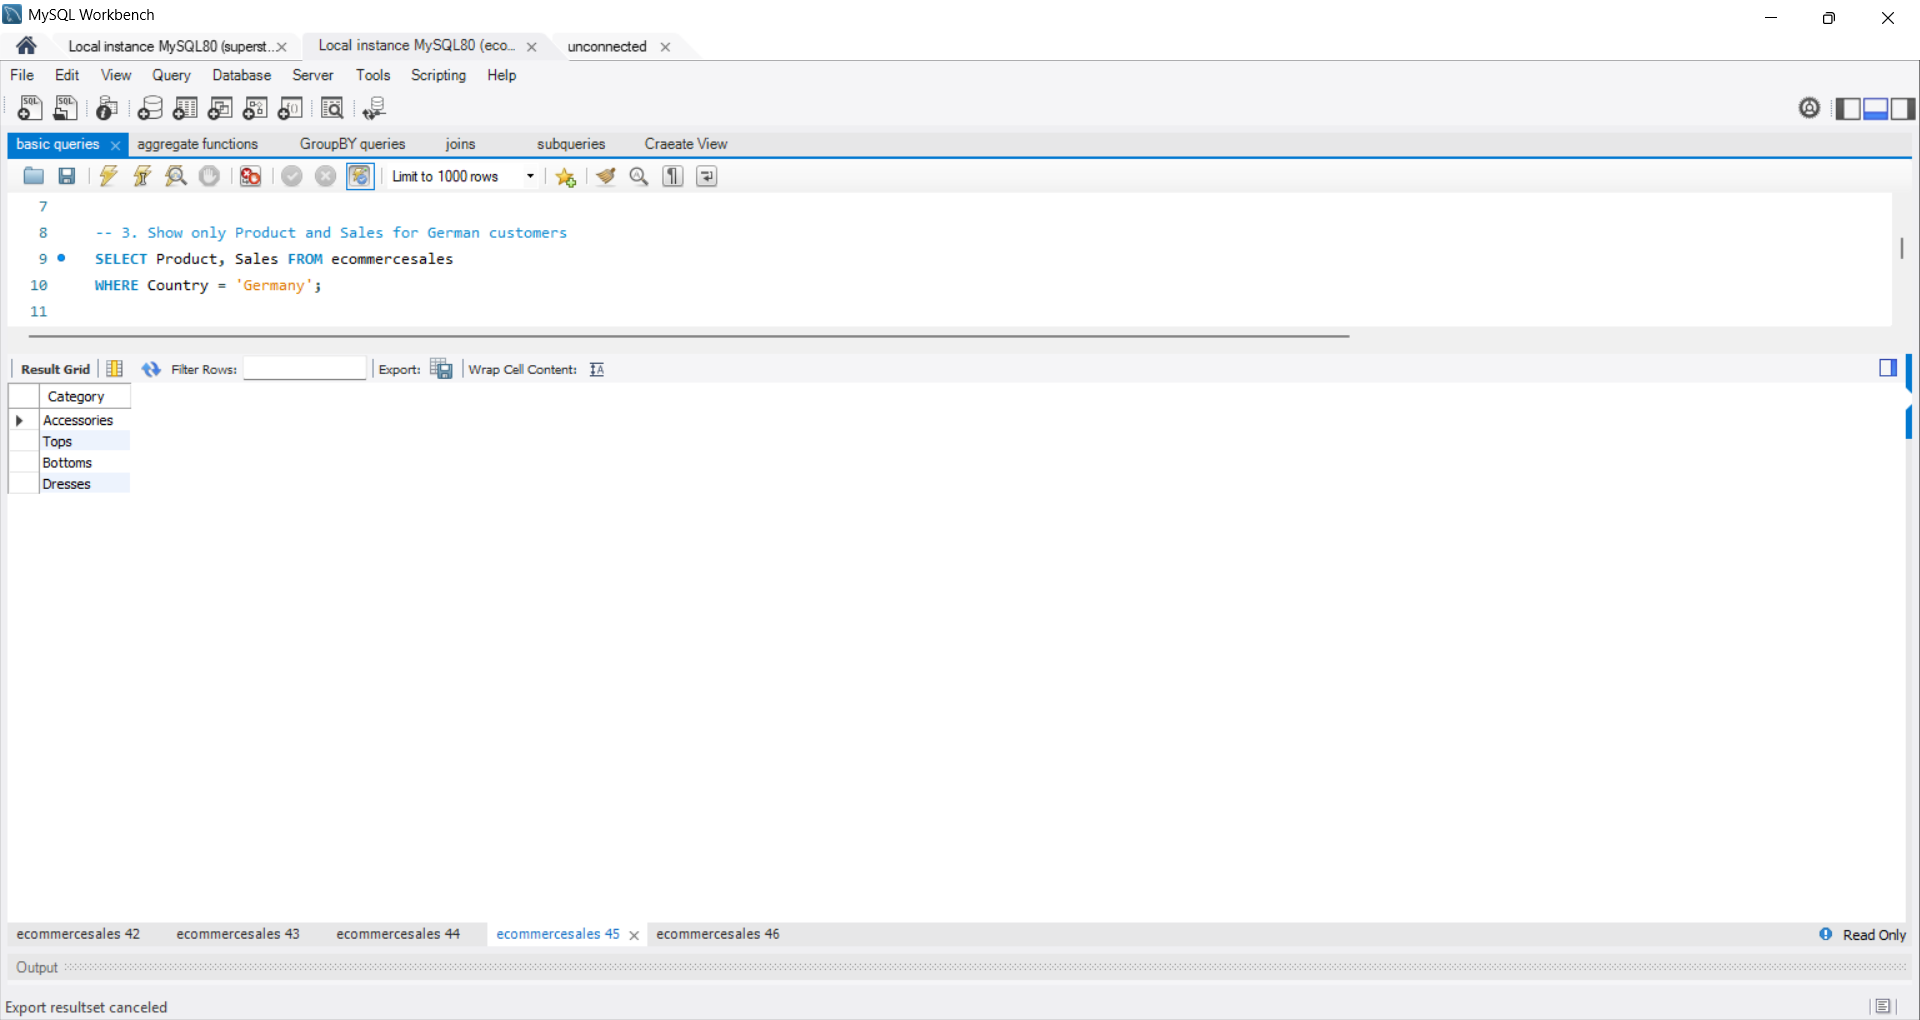 MySQL Workbench
Local instance MySQL80 (superst... Local instance MySQL80 (eco... unconnected
File Edit View Query Database Server Tools Scripting Help
basic queries aggregate functions GroupBY queries joins subqueries Craeate View
Limit to 1000 rows
7
8 -- 3. Show only Product and Sales for German customers
9 SELECT Product, Sales FROM ecommercesales
10 WHERE Country = 'Germany';
11
Result Grid Filter Rows: Export: Wrap Cell Content:
Category
Accessories
Tops
Bottoms
Dresses
ecommercesales 42 ecommercesales 43 ecommercesales 44 ecommercesales 45 ecommercesales 46 Read Only
Output
Export resultset canceled